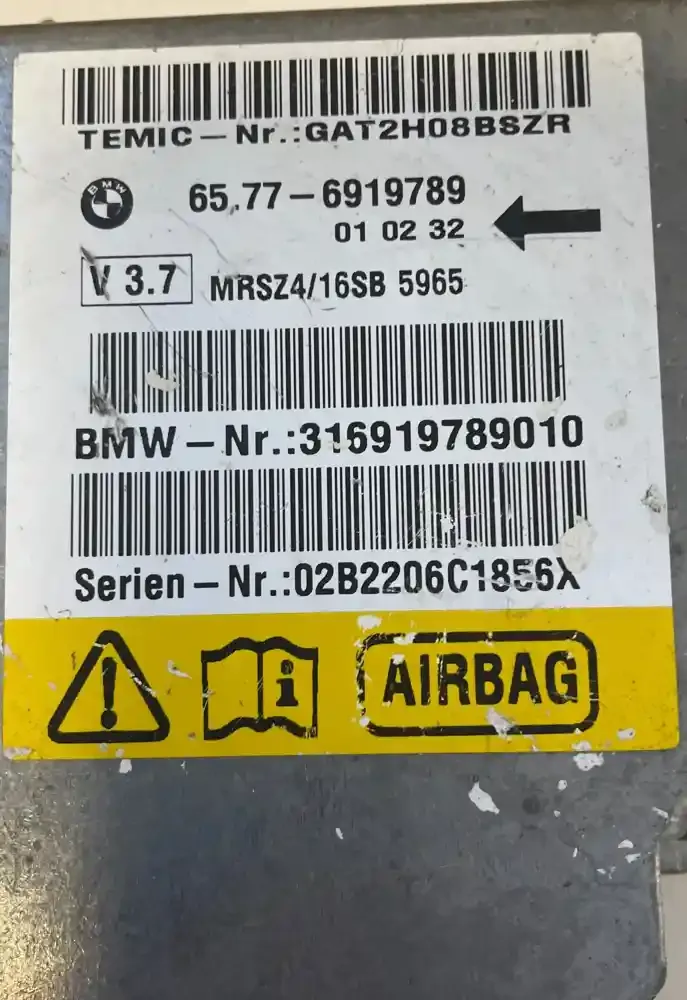 TEMIC-Nr.:GAT2H08BSZR
BMW
65.77-6919789
01 02 32
V 3.7
MRSZ4/16SB 5965
BMW-Nr.:316919789010
Serien-Nr.:02B2206C1856X
i
AIRBAG